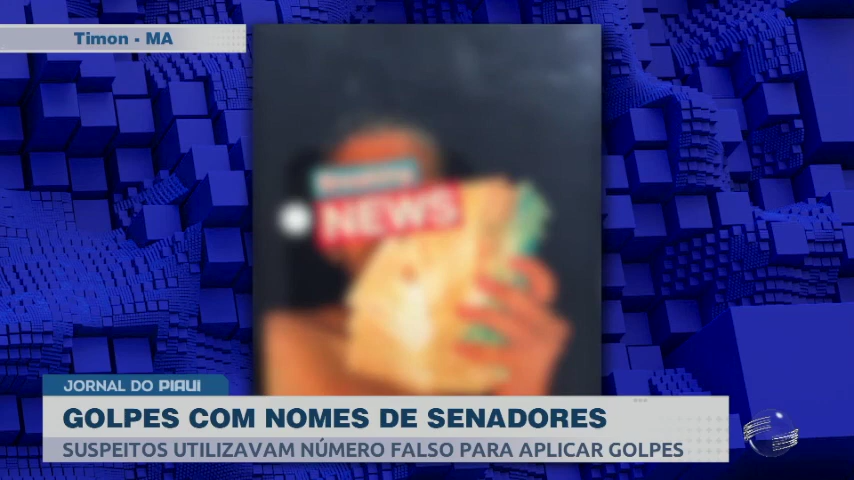 Timon - MA
NEWS
JORNAL DO PIAUÍ
GOLPES COM NOMES DE SENADORES
SUSPEITOS UTILIZAVAM NÚMERO FALSO PARA APLICAR GOLPES